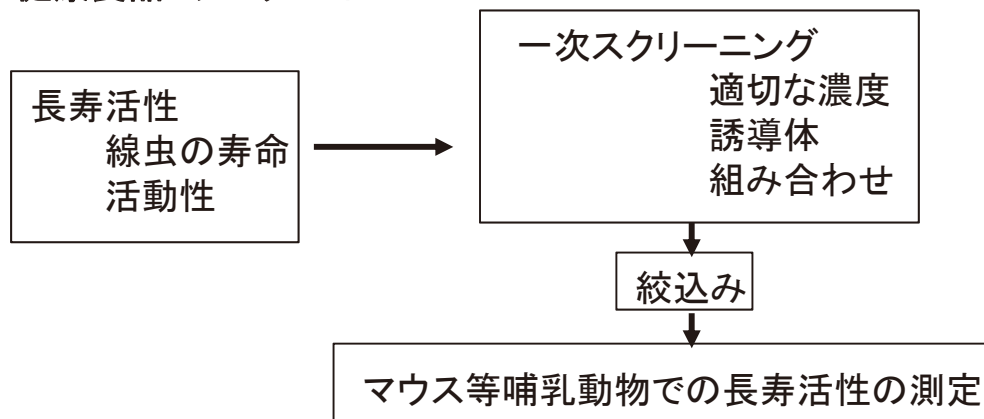 長寿活性
線虫の寿命
活動性
一次スクリーニング
適切な濃度
誘導体
組み合わせ
絞込み
マウス等哺乳動物での長寿活性の測定